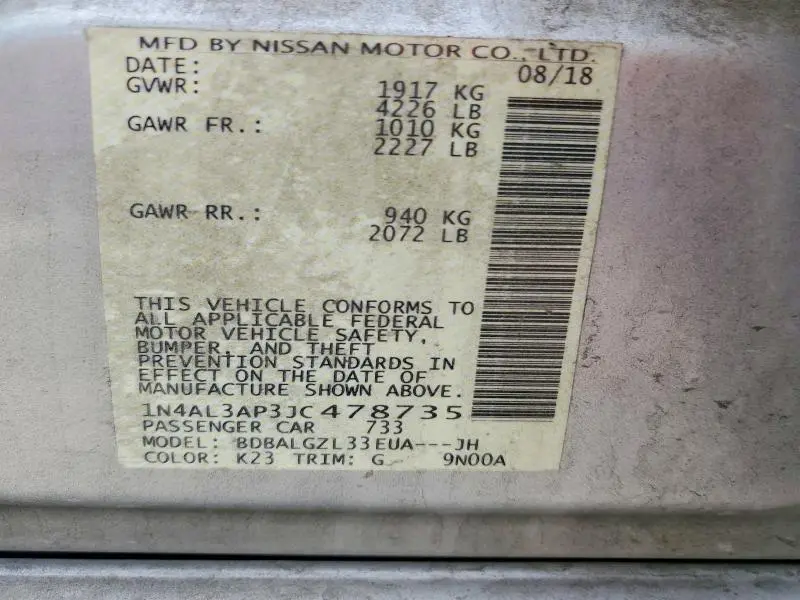 MFD BY NISSAN MOTOR CO., LTD.
DATE: 08/18
GVWR: 1917 KG
4226 LB
GAWR FR.: 1010 KG
2227 LB
GAWR RR.: 940 KG
2072 LB
THIS VEHICLE CONFORMS TO
ALL APPLICABLE FEDERAL
MOTOR VEHICLE SAFETY,
BUMPER, AND THEFT
PREVENTION STANDARDS IN
EFFECT ON THE DATE OF
MANUFACTURE SHOWN ABOVE.
1N4AL3AP3JC478735
PASSENGER CAR 733
MODEL: BDBALGZL33EUA---JH
COLOR: K23 TRIM: G 9N00A